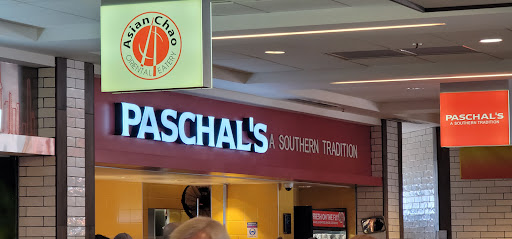 Asian Chao
ORIENTAL EATERY
PASCHAL'S
A SOUTHERN TRADITION
PASCHAL'S
A SOUTHERN TRADITION